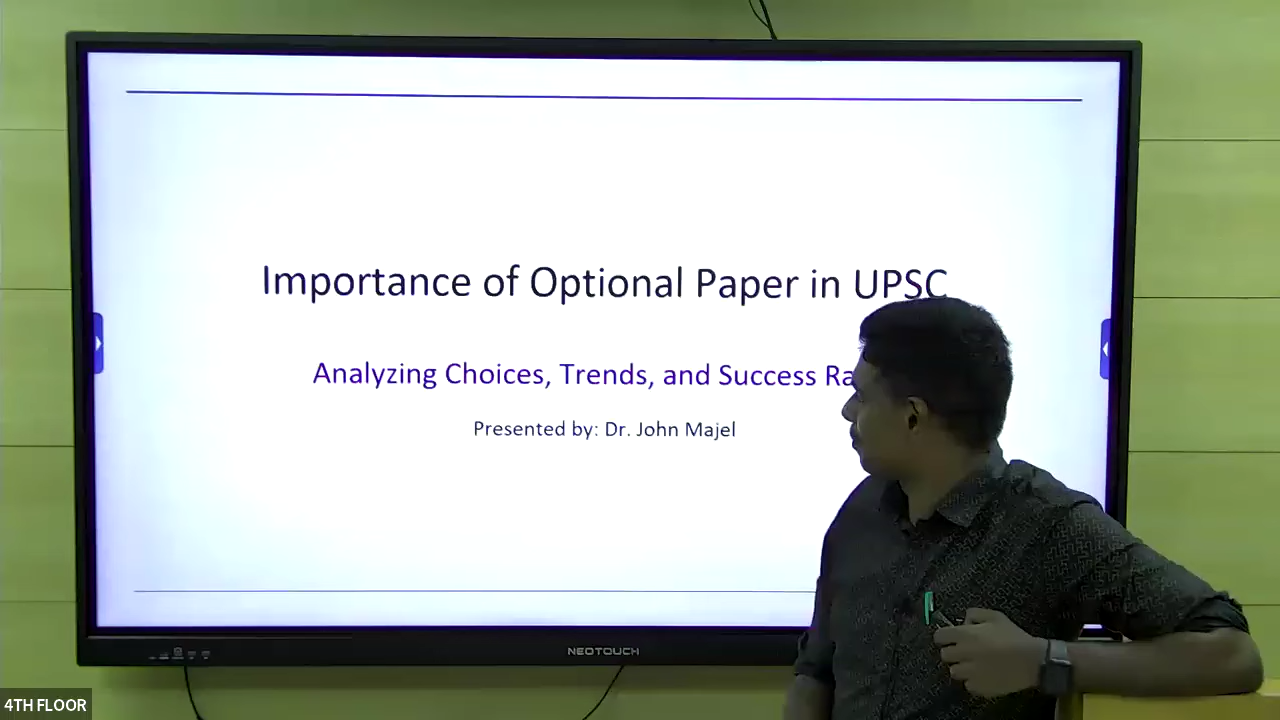 Importance of Optional Paper in UPSC
Analyzing Choices, Trends, and Success
Presented by: Dr. John Majel
NEOTOUCH
4TH FLOOR